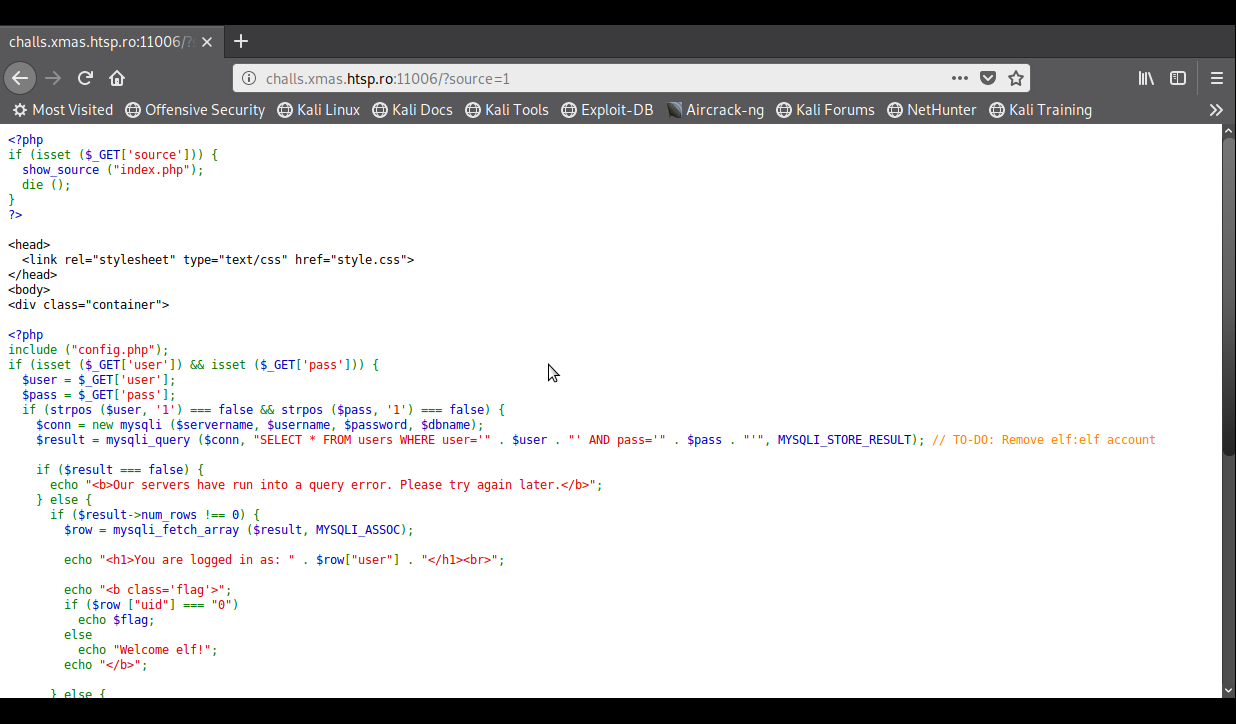 challs.xmas.htsp.ro:11006/?
challs.xmas.htsp.ro:11006/?source=1
Most Visited Offensive Security Kali Linux Kali Docs Kali Tools Exploit-DB Aircrack-ng Kali Forums NetHunter Kali Training
<?php
if (isset ($_GET['source'])) {
  show_source ("index.php");
  die ();
}
?>

<head>
  <link rel="stylesheet" type="text/css" href="style.css">
</head>
<body>
<div class="container">

<?php
include ("config.php");
if (isset ($_GET['user']) && isset ($_GET['pass'])) {
  $user = $_GET['user'];
  $pass = $_GET['pass'];
  if (strpos ($user, '1') === false && strpos ($pass, '1') === false) {
    $conn = new mysqli ($servername, $username, $password, $dbname);
    $result = mysqli_query ($conn, "SELECT * FROM users WHERE user='" . $user . "' AND pass='" . $pass . "'", MYSQLI_STORE_RESULT); // TO-DO: Remove elf:elf account

    if ($result === false) {
      echo "<b>Our servers have run into a query error. Please try again later.</b>";
    } else {
      if ($result->num_rows !== 0) {
        $row = mysqli_fetch_array ($result, MYSQLI_ASSOC);

        echo "<h1>You are logged in as: " . $row["user"] . "</h1><br>";

        echo "<b class='flag'>";
        if ($row ["uid"] === "0")
          echo $flag;
        else
          echo "Welcome elf!";
        echo "</b>";

      } else {